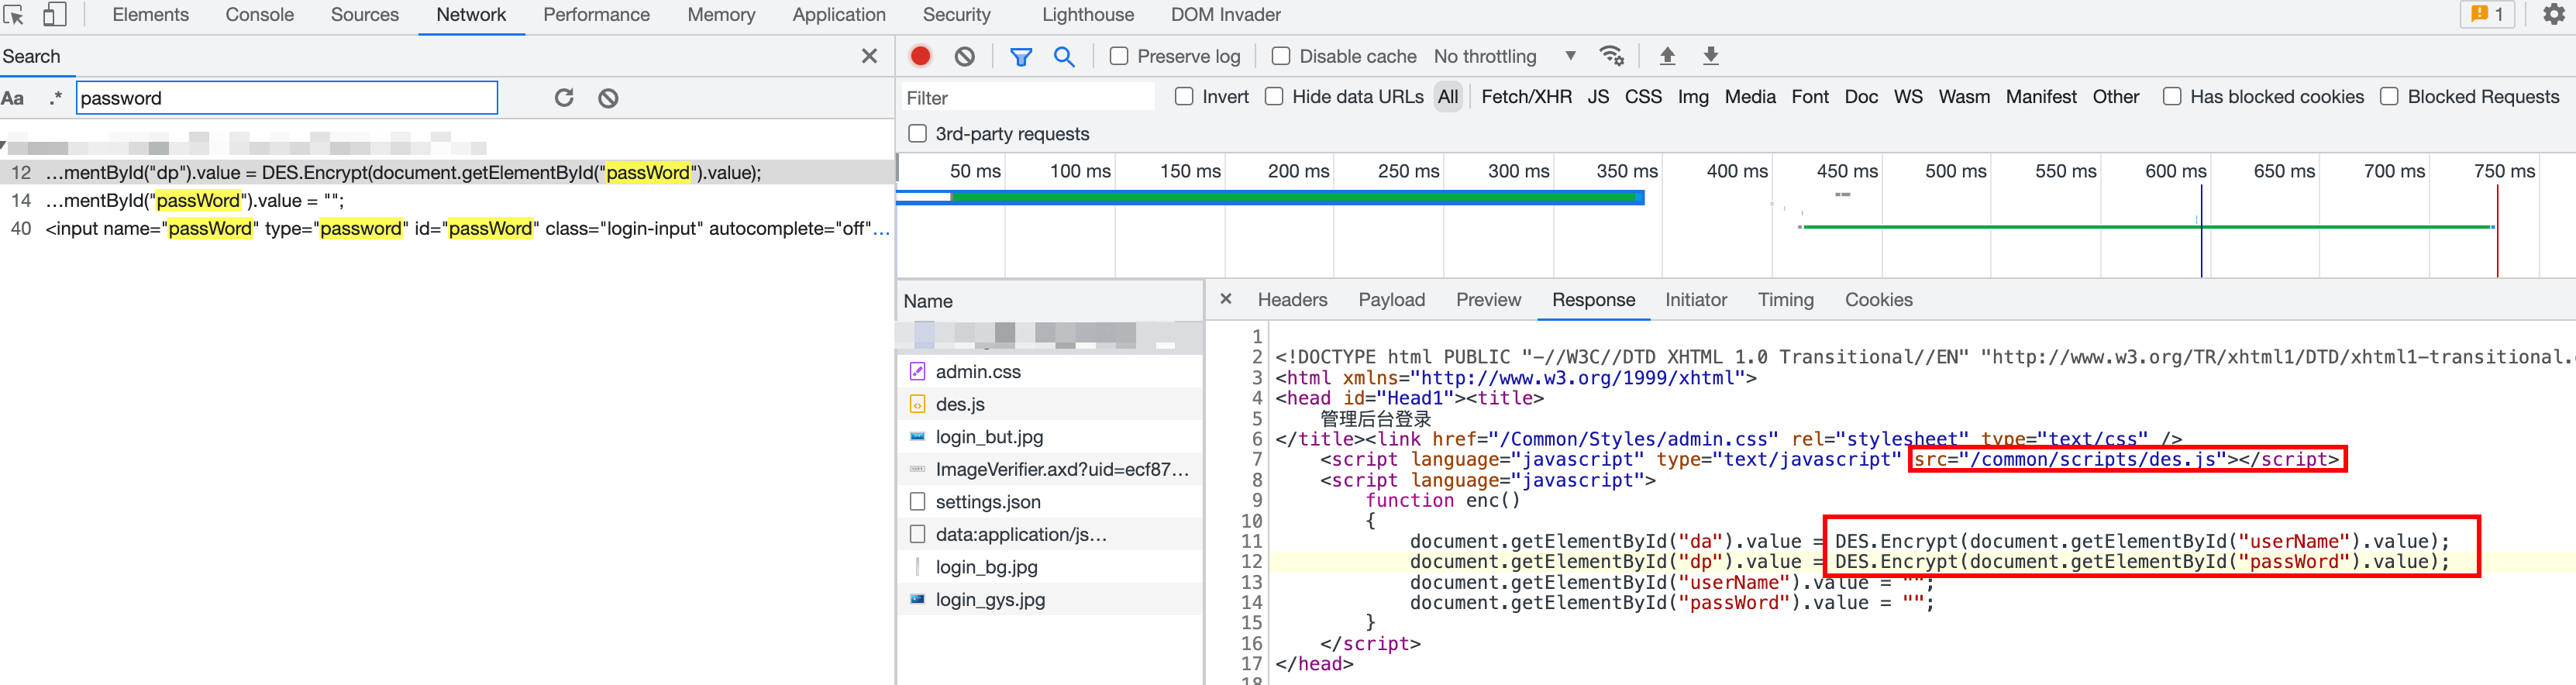 Elements Console Sources Network Performance Memory Application Security Lighthouse DOM Invader 1
Search
Aa .* password
12 …mentById("dp").value = DES.Encrypt(document.getElementById("passWord").value);
14 …mentById("passWord").value = "";
40 <input name="passWord" type="password" id="passWord" class="login-input" autocomplete="off"…
Preserve log Disable cache No throttling
Filter Invert Hide data URLs All Fetch/XHR JS CSS Img Media Font Doc WS Wasm Manifest Other Has blocked cookies Blocked Requests
3rd-party requests
50 ms 100 ms 150 ms 200 ms 250 ms 300 ms 350 ms 400 ms 450 ms 500 ms 550 ms 600 ms 650 ms 700 ms 750 ms
Name
admin.css
des.js
login_but.jpg
ImageVerifier.axd?uid=ecf87…
settings.json
data:application/js…
login_bg.jpg
login_gys.jpg
Headers Payload Preview Response Initiator Timing Cookies
1
2 <!DOCTYPE html PUBLIC "-//W3C//DTD XHTML 1.0 Transitional//EN" "http://www.w3.org/TR/xhtml1/DTD/xhtml1-transitional.
3 <html xmlns="http://www.w3.org/1999/xhtml">
4 <head id="Head1"><title>
5 管理后台登录
6 </title><link href="/Common/Styles/admin.css" rel="stylesheet" type="text/css" />
7 <script language="javascript" type="text/javascript" src="/common/scripts/des.js"></script>
8 <script language="javascript">
9 function enc()
10 {
11 document.getElementById("da").value = DES.Encrypt(document.getElementById("userName").value);
12 document.getElementById("dp").value = DES.Encrypt(document.getElementById("passWord").value);
13 document.getElementById("userName").value = "";
14 document.getElementById("passWord").value = "";
15 }
16 </script>
17 </head>
18